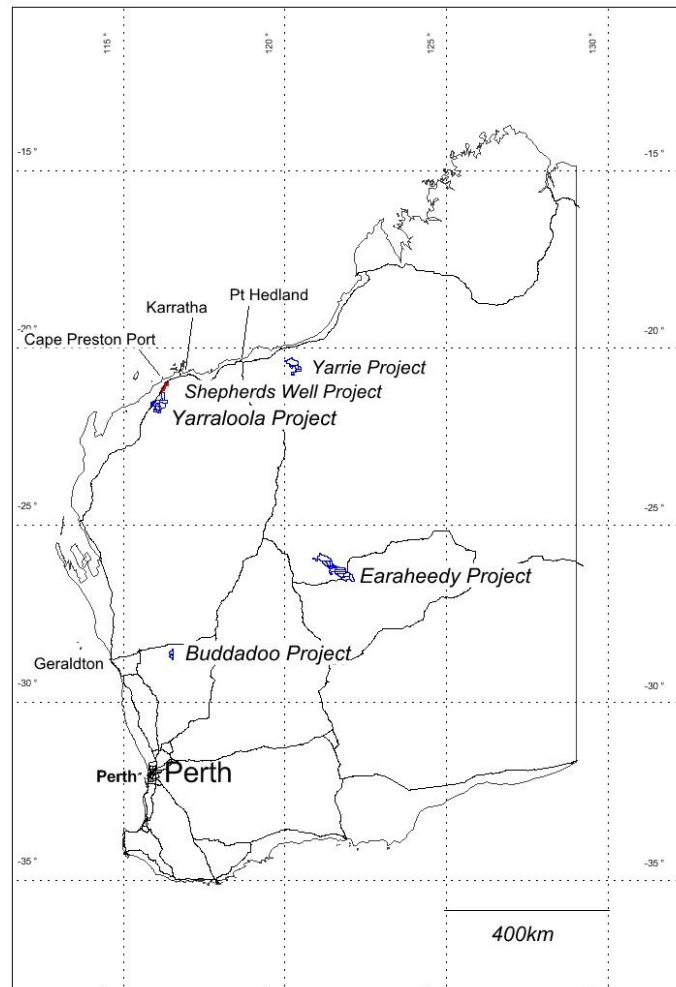 115 °
120 °
125 °
130 °
-15 °
-15 °
Pt Hedland
Karratha
-20 °
-20 °
Cape Preston Port
Yarrie Project
Shepherds Well Project
Yarraloola Project
-25 °
-25 °
Earaheedy Project
Buddadoo Project
Geraldton
-30 °
-30 °
Perth
Perth
-35 °
-35 °
400km